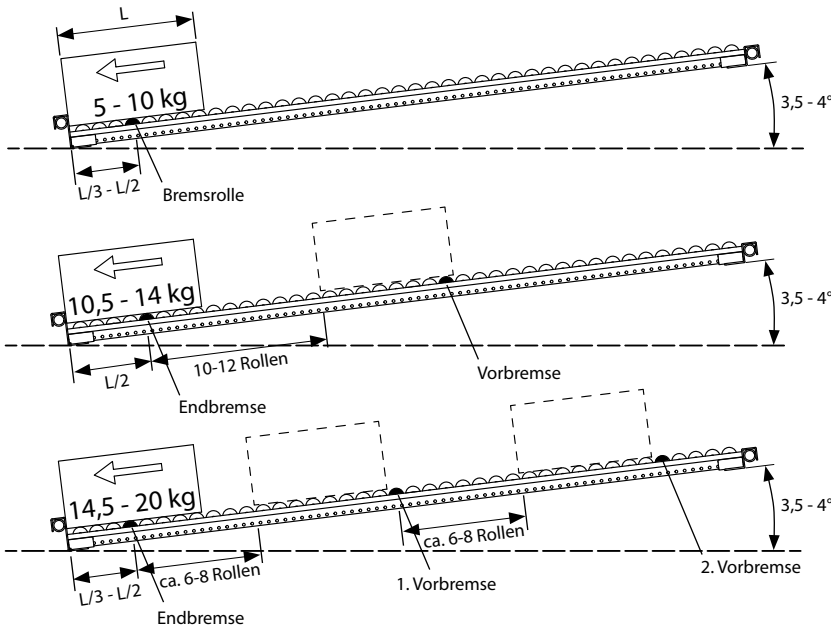 L
5 - 10 kg
3,5 - 4°
L/3 - L/2
Bremsrolle
10,5 - 14 kg
3,5 - 4°
10-12 Rollen
L/2
Vorbremse
Endbremse
14,5 - 20 kg
3,5 - 4°
ca. 6-8 Rollen
ca. 6-8 Rollen
L/3 - L/2
2. Vorbremse
1. Vorbremse
Endbremse